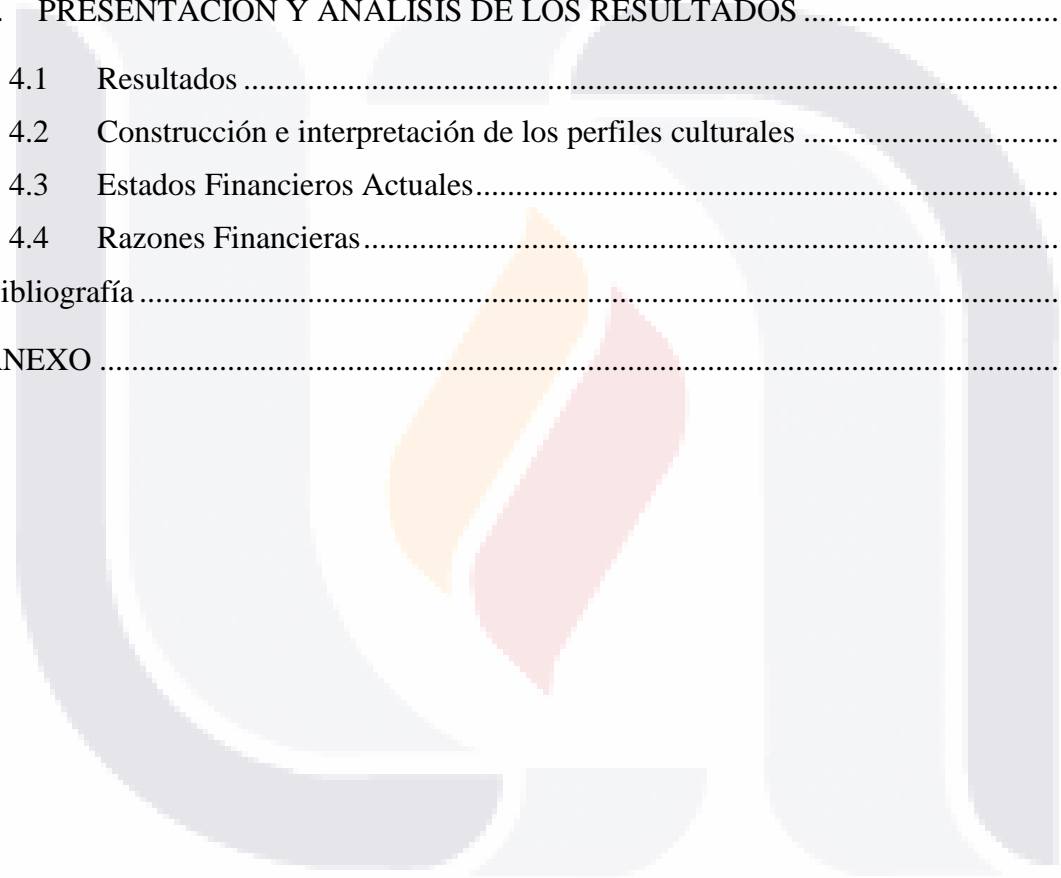 . PRESENTACIÓN Y ANÁLISIS DE LOS RESULTADOS ..............................
4.1 Resultados ....................................................................................................
4.2 Construcción e interpretación de los perfiles culturales ...............................
4.3 Estados Financieros Actuales........................................................................
4.4 Razones Financieras......................................................................................
ibliografía ..........................................................................................................
NEXO ................................................................................................................